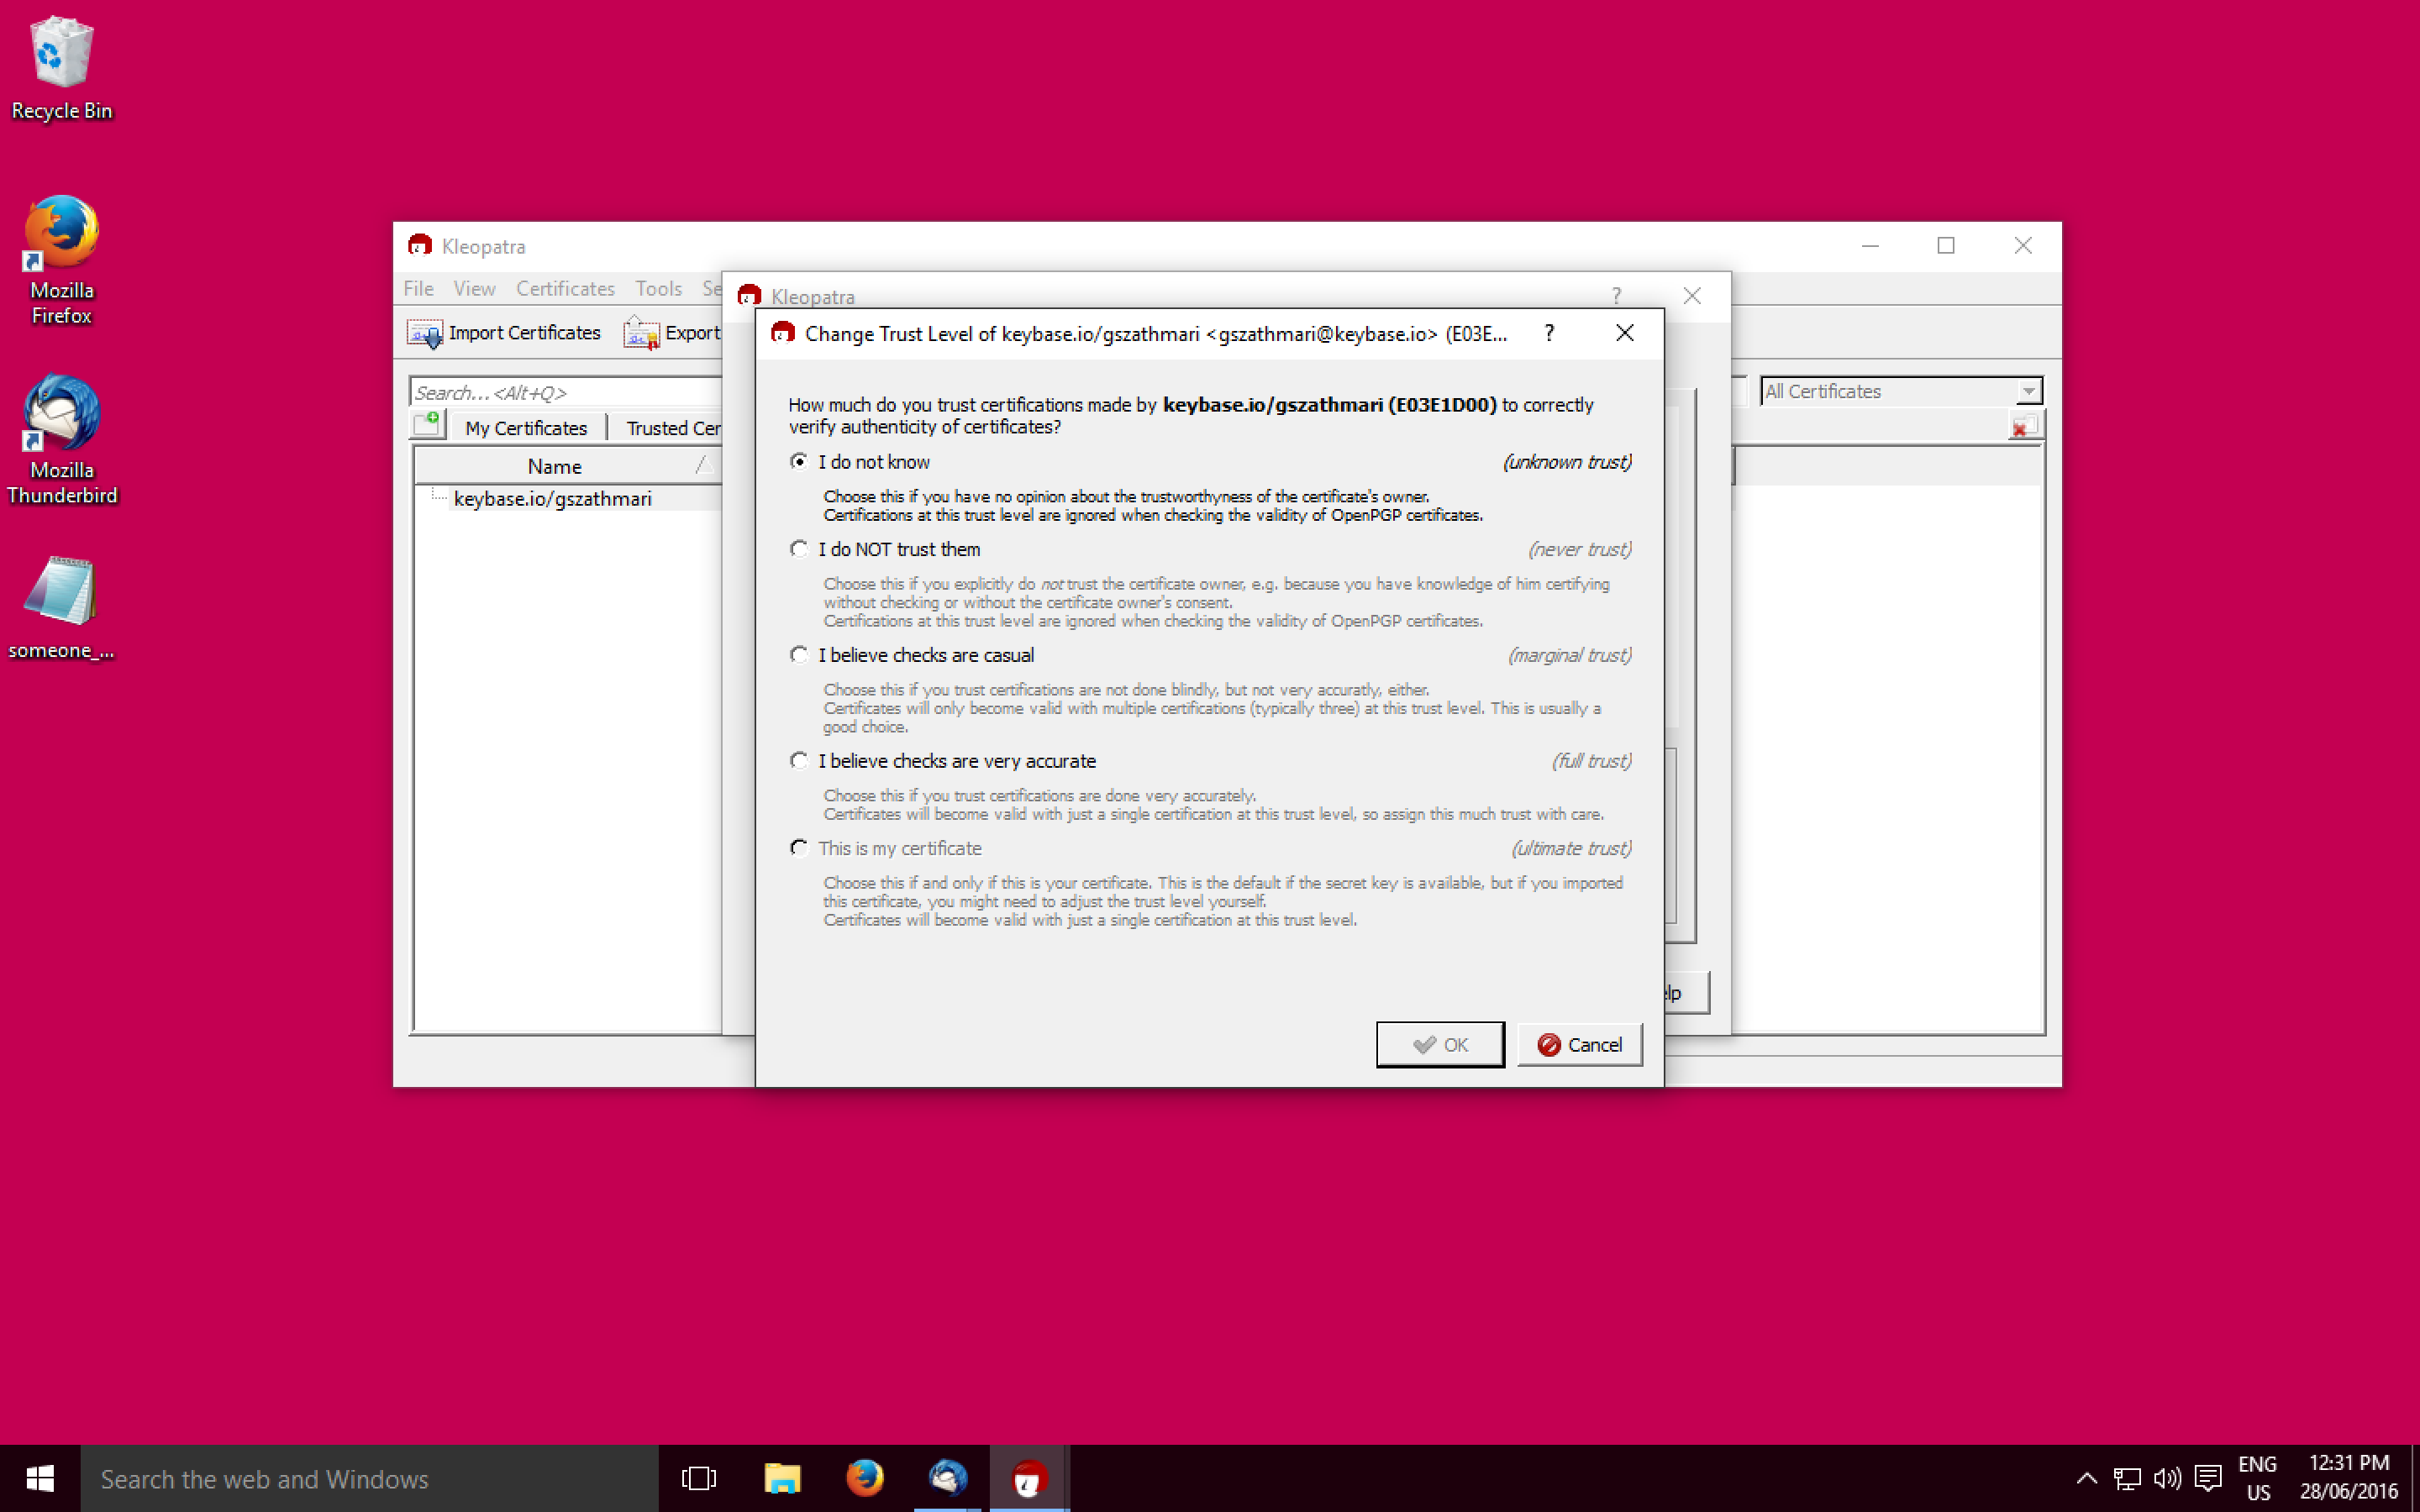 Recycle Bin
Mozilla
Firefox
Mozilla
Thunderbird
someone_...
Kleopatra
File View Certificates Tools Se
Import Certificates Export
Search...<Alt+Q>
All Certificates
My Certificates Trusted Cer
Name
keybase.io/gszathmari
Kleopatra
?
Change Trust Level of keybase.io/gszathmari <gszathmari@keybase.io> (E03E... ?
How much do you trust certifications made by keybase.io/gszathmari (E03E1D00) to correctly
verify authenticity of certificates?
I do not know (unknown trust)
Choose this if you have no opinion about the trustworthyness of the certificate's owner.
Certifications at this trust level are ignored when checking the validity of OpenPGP certificates.
I do NOT trust them (never trust)
Choose this if you explicitly do not trust the certificate owner, e.g. because you have knowledge of him certifying
without checking or without the certificate owner's consent.
Certifications at this trust level are ignored when checking the validity of OpenPGP certificates.
I believe checks are casual (marginal trust)
Choose this if you trust certifications are not done blindly, but not very accuratly, either.
Certificates will only become valid with multiple certifications (typically three) at this trust level. This is usually a
good choice.
I believe checks are very accurate (full trust)
Choose this if you trust certifications are done very accurately.
Certificates will become valid with just a single certification at this trust level, so assign this much trust with care.
This is my certificate (ultimate trust)
Choose this if and only if this is your certificate. This is the default if the secret key is available, but if you imported
this certificate, you might need to adjust the trust level yourself.
Certificates will become valid with just a single certification at this trust level.
lp
OK Cancel
Search the web and Windows
ENG
US
12:31 PM
28/06/2016